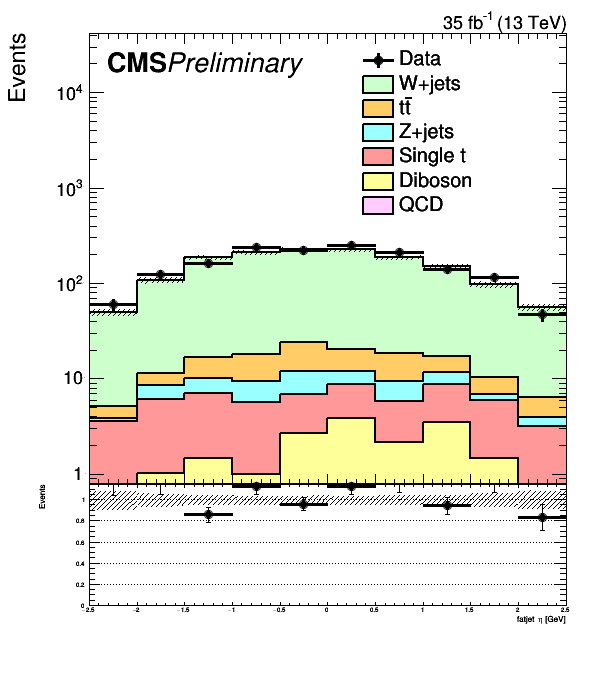 35 fb⁻¹ (13 TeV)
Events
CMS Preliminary
Data
W+jets
tt̄
Z+jets
Single t
Diboson
QCD
10⁴
10³
10²
10
1
Events
1
0.8
0.6
0.4
0.2
0
-2.5 -2 -1.5 -1 -0.5 0 0.5 1 1.5 2 2.5
fatjet η [GeV]